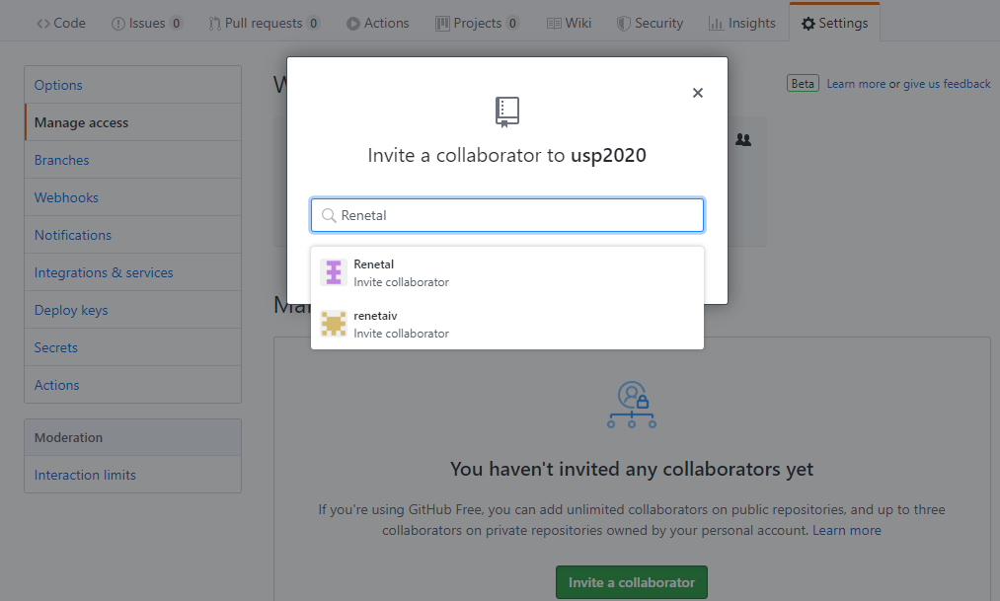 Code Issues 0 Pull requests 0 Actions Projects 0 Wiki Security Insights Settings
Options
Manage access
Branches
Webhooks
Notifications
Integrations & services
Deploy keys
Secrets
Actions
Moderation
Interaction limits
Beta Learn more or give us feedback
Invite a collaborator to usp2020
Renetal
Renetal
Invite collaborator
renetaiv
Invite collaborator
You haven't invited any collaborators yet
If you're using GitHub Free, you can add unlimited collaborators on public repositories, and up to three
collaborators on private repositories owned by your personal account. Learn more
Invite a collaborator